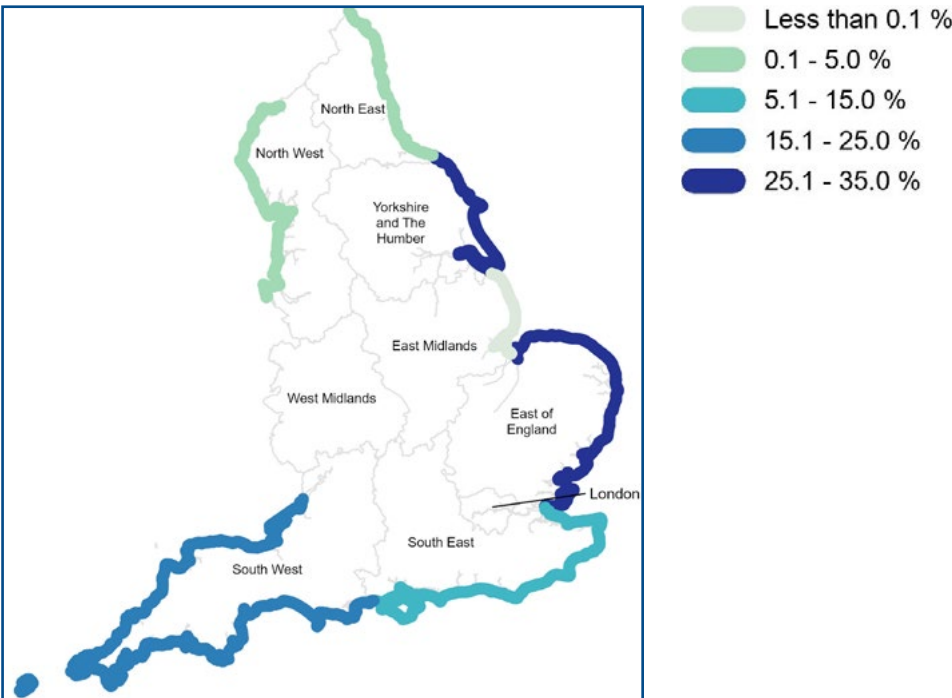 Less than 0.1 %
0.1 - 5.0 %
5.1 - 15.0 %
15.1 - 25.0 %
25.1 - 35.0 %
North East
North West
Yorkshire
and The
Humber
East Midlands
West Midlands
East of
England
London
South East
South West